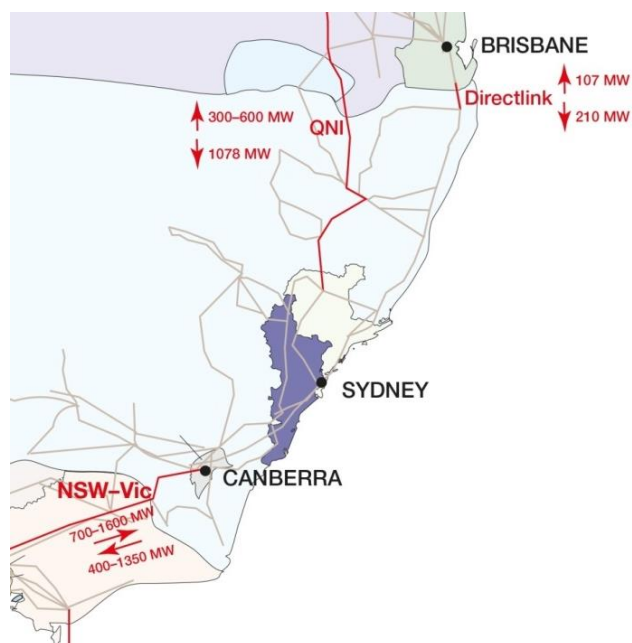 BRISBANE
107 MW
Directlink
210 MW
300–600 MW
QNI
1078 MW
SYDNEY
CANBERRA
NSW–Vic
700–1600 MW
400–1350 MW